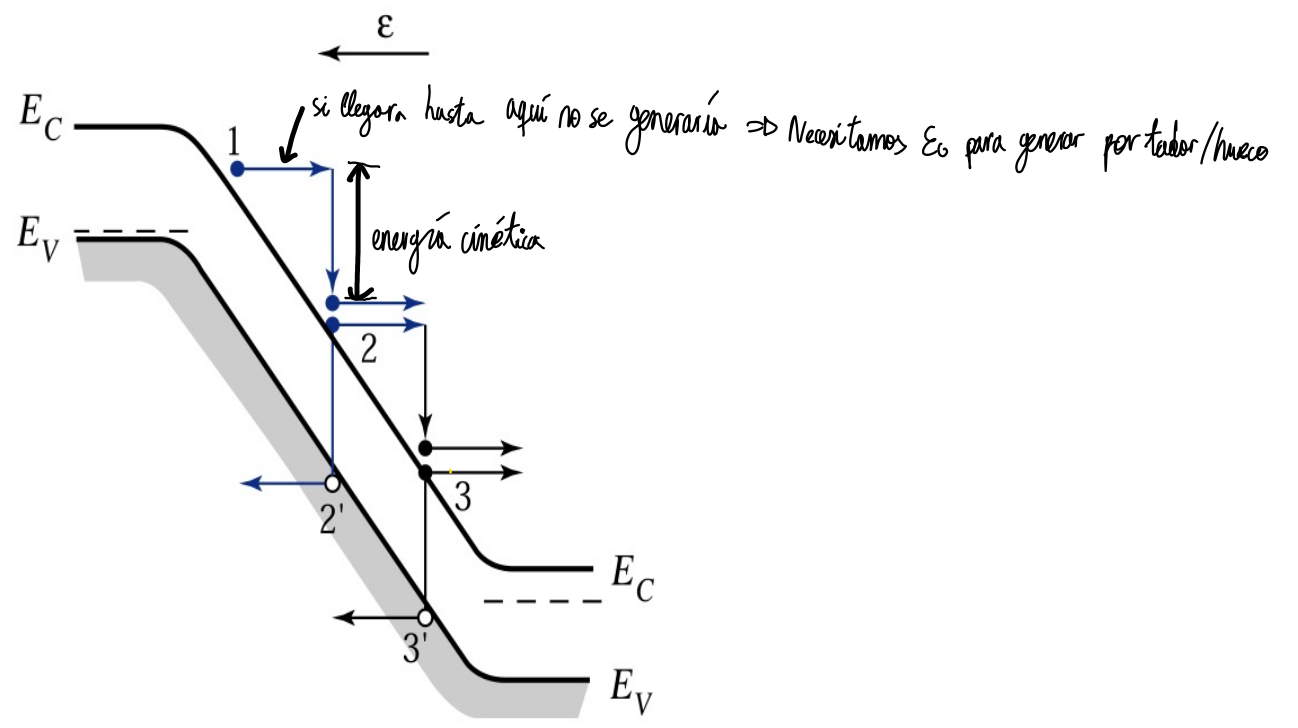 ε
E_C
si llegara hasta aquí no se generaría ⇒ Necesitamos E_G para generar portador/hueco
1
E_V
energía cinética
2
2'
3
E_C
3'
E_V